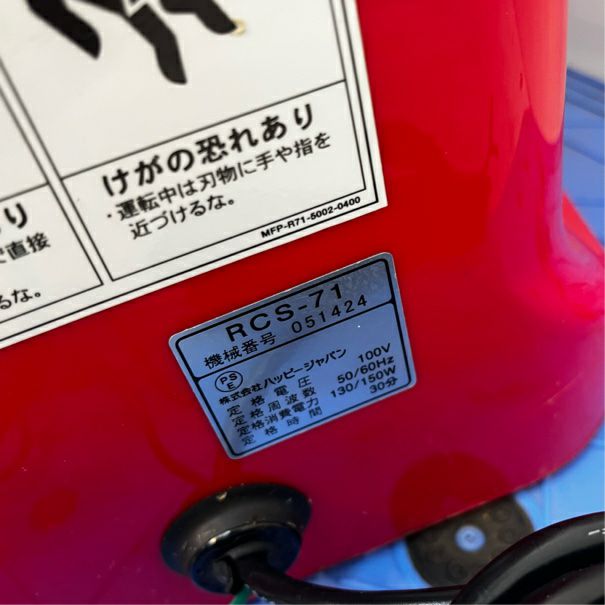 けがの恐れあり
・運転中は刃物に手や指を
近づけるな。
MFP-R71-5002-0400
り
直接
るな。
RCS-71
機械番号 051424
PSE
株式会社ハッピージャパン
定格電圧 100V
定格周波数 50/60Hz
定格消費電力 130/150W
定格時間 30分